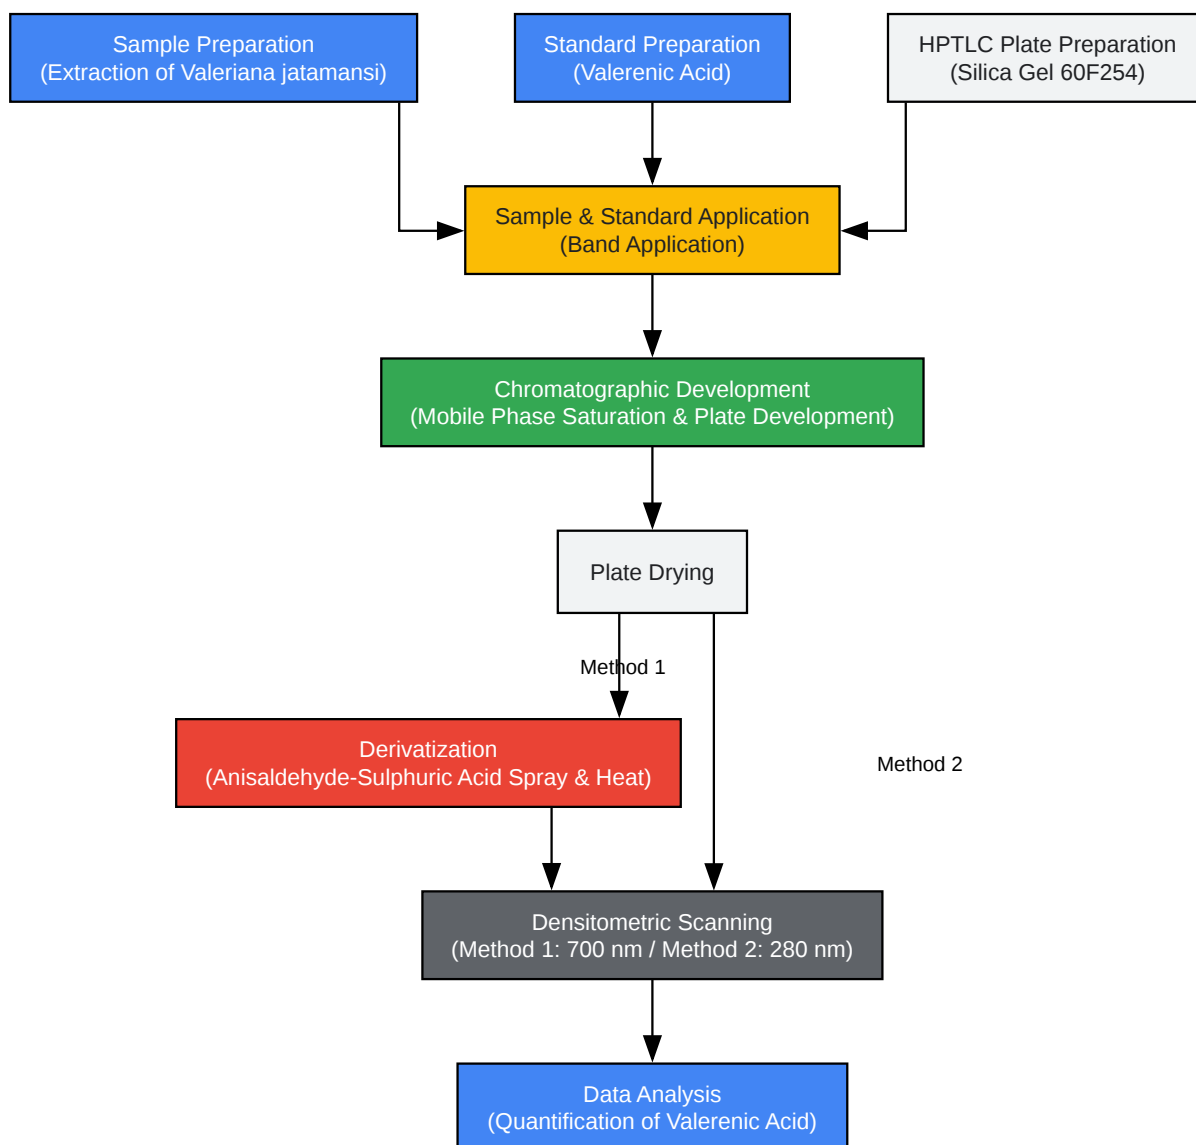 Sample Preparation
(Extraction of Valeriana jatamansi)
Standard Preparation
(Valerenic Acid)
HPTLC Plate Preparation
(Silica Gel 60F254)
Sample & Standard Application
(Band Application)
Chromatographic Development
(Mobile Phase Saturation & Plate Development)
Plate Drying
Method 1
Derivatization
(Anisaldehyde-Sulphuric Acid Spray & Heat)
Method 2
Densitometric Scanning
(Method 1: 700 nm / Method 2: 280 nm)
Data Analysis
(Quantification of Valerenic Acid)